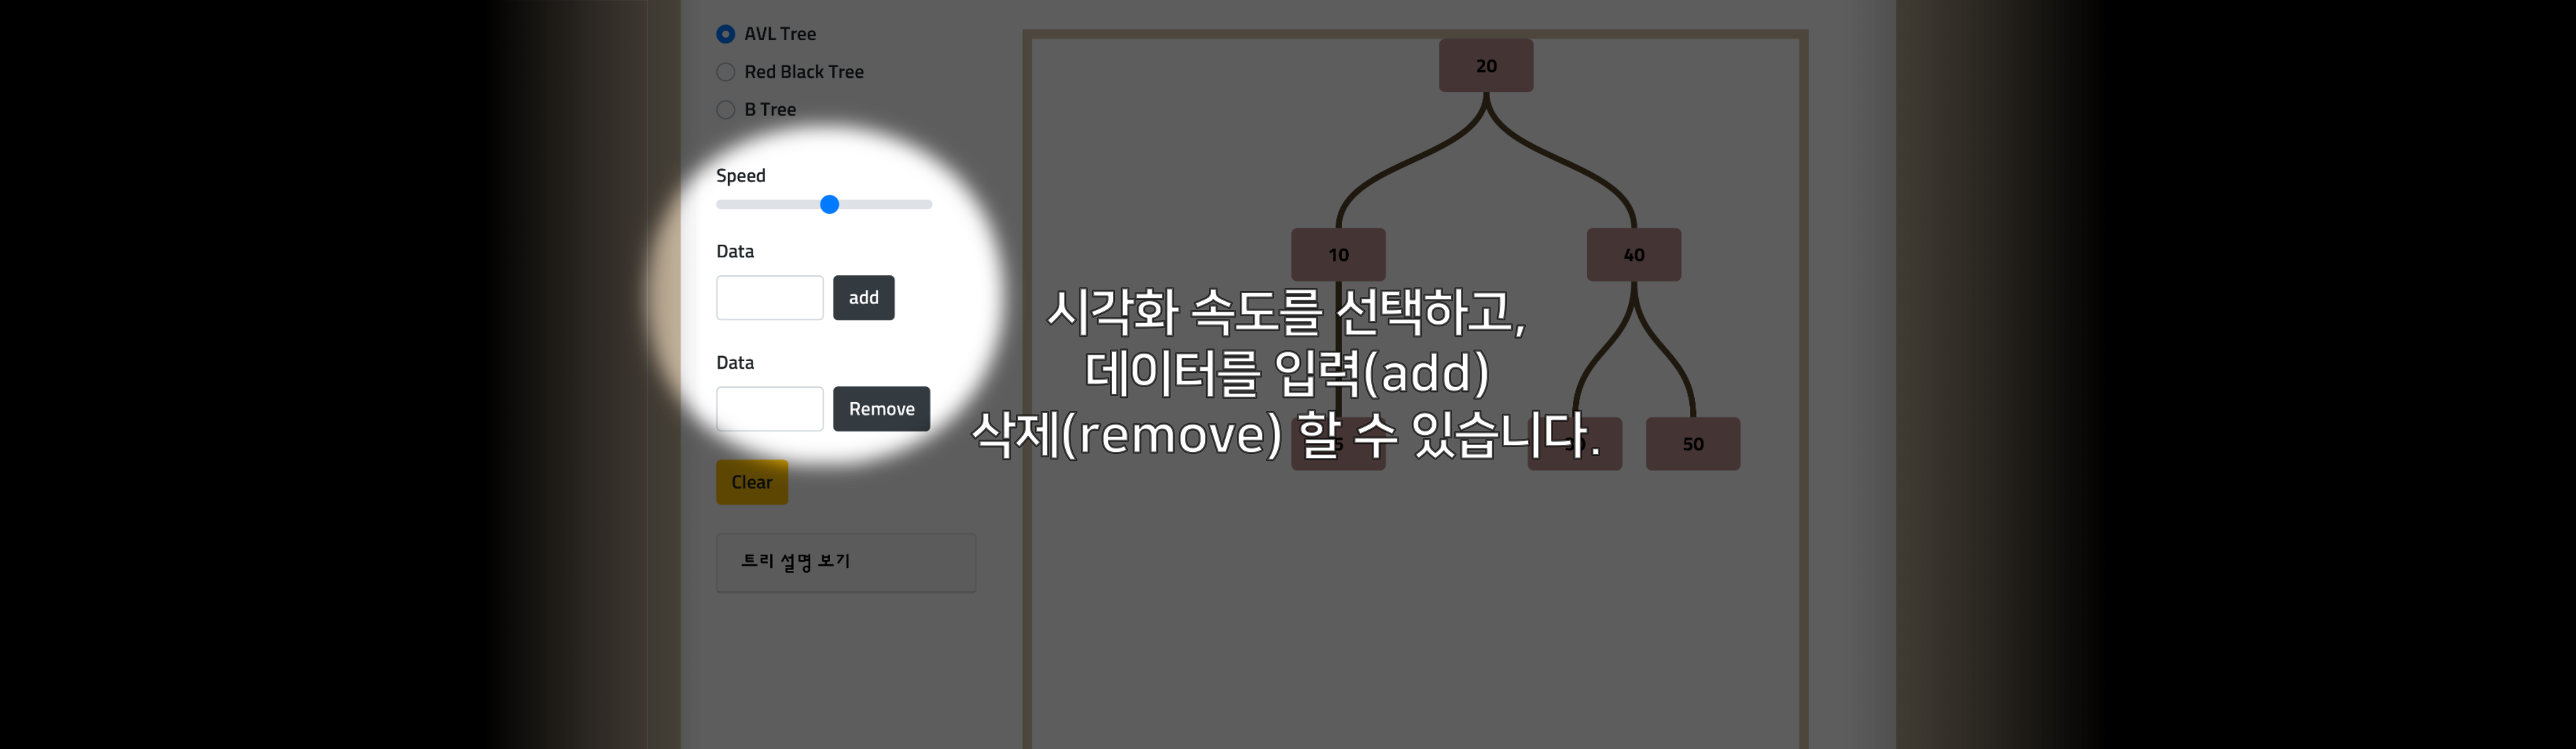 AVL Tree
Red Black Tree
B Tree
Speed
Data
add
Data
Remove
Clear
트리 설명 보기
20
10
40
50
시각화 속도를 선택하고,
데이터를 입력(add)
삭제(remove) 할 수 있습니다.